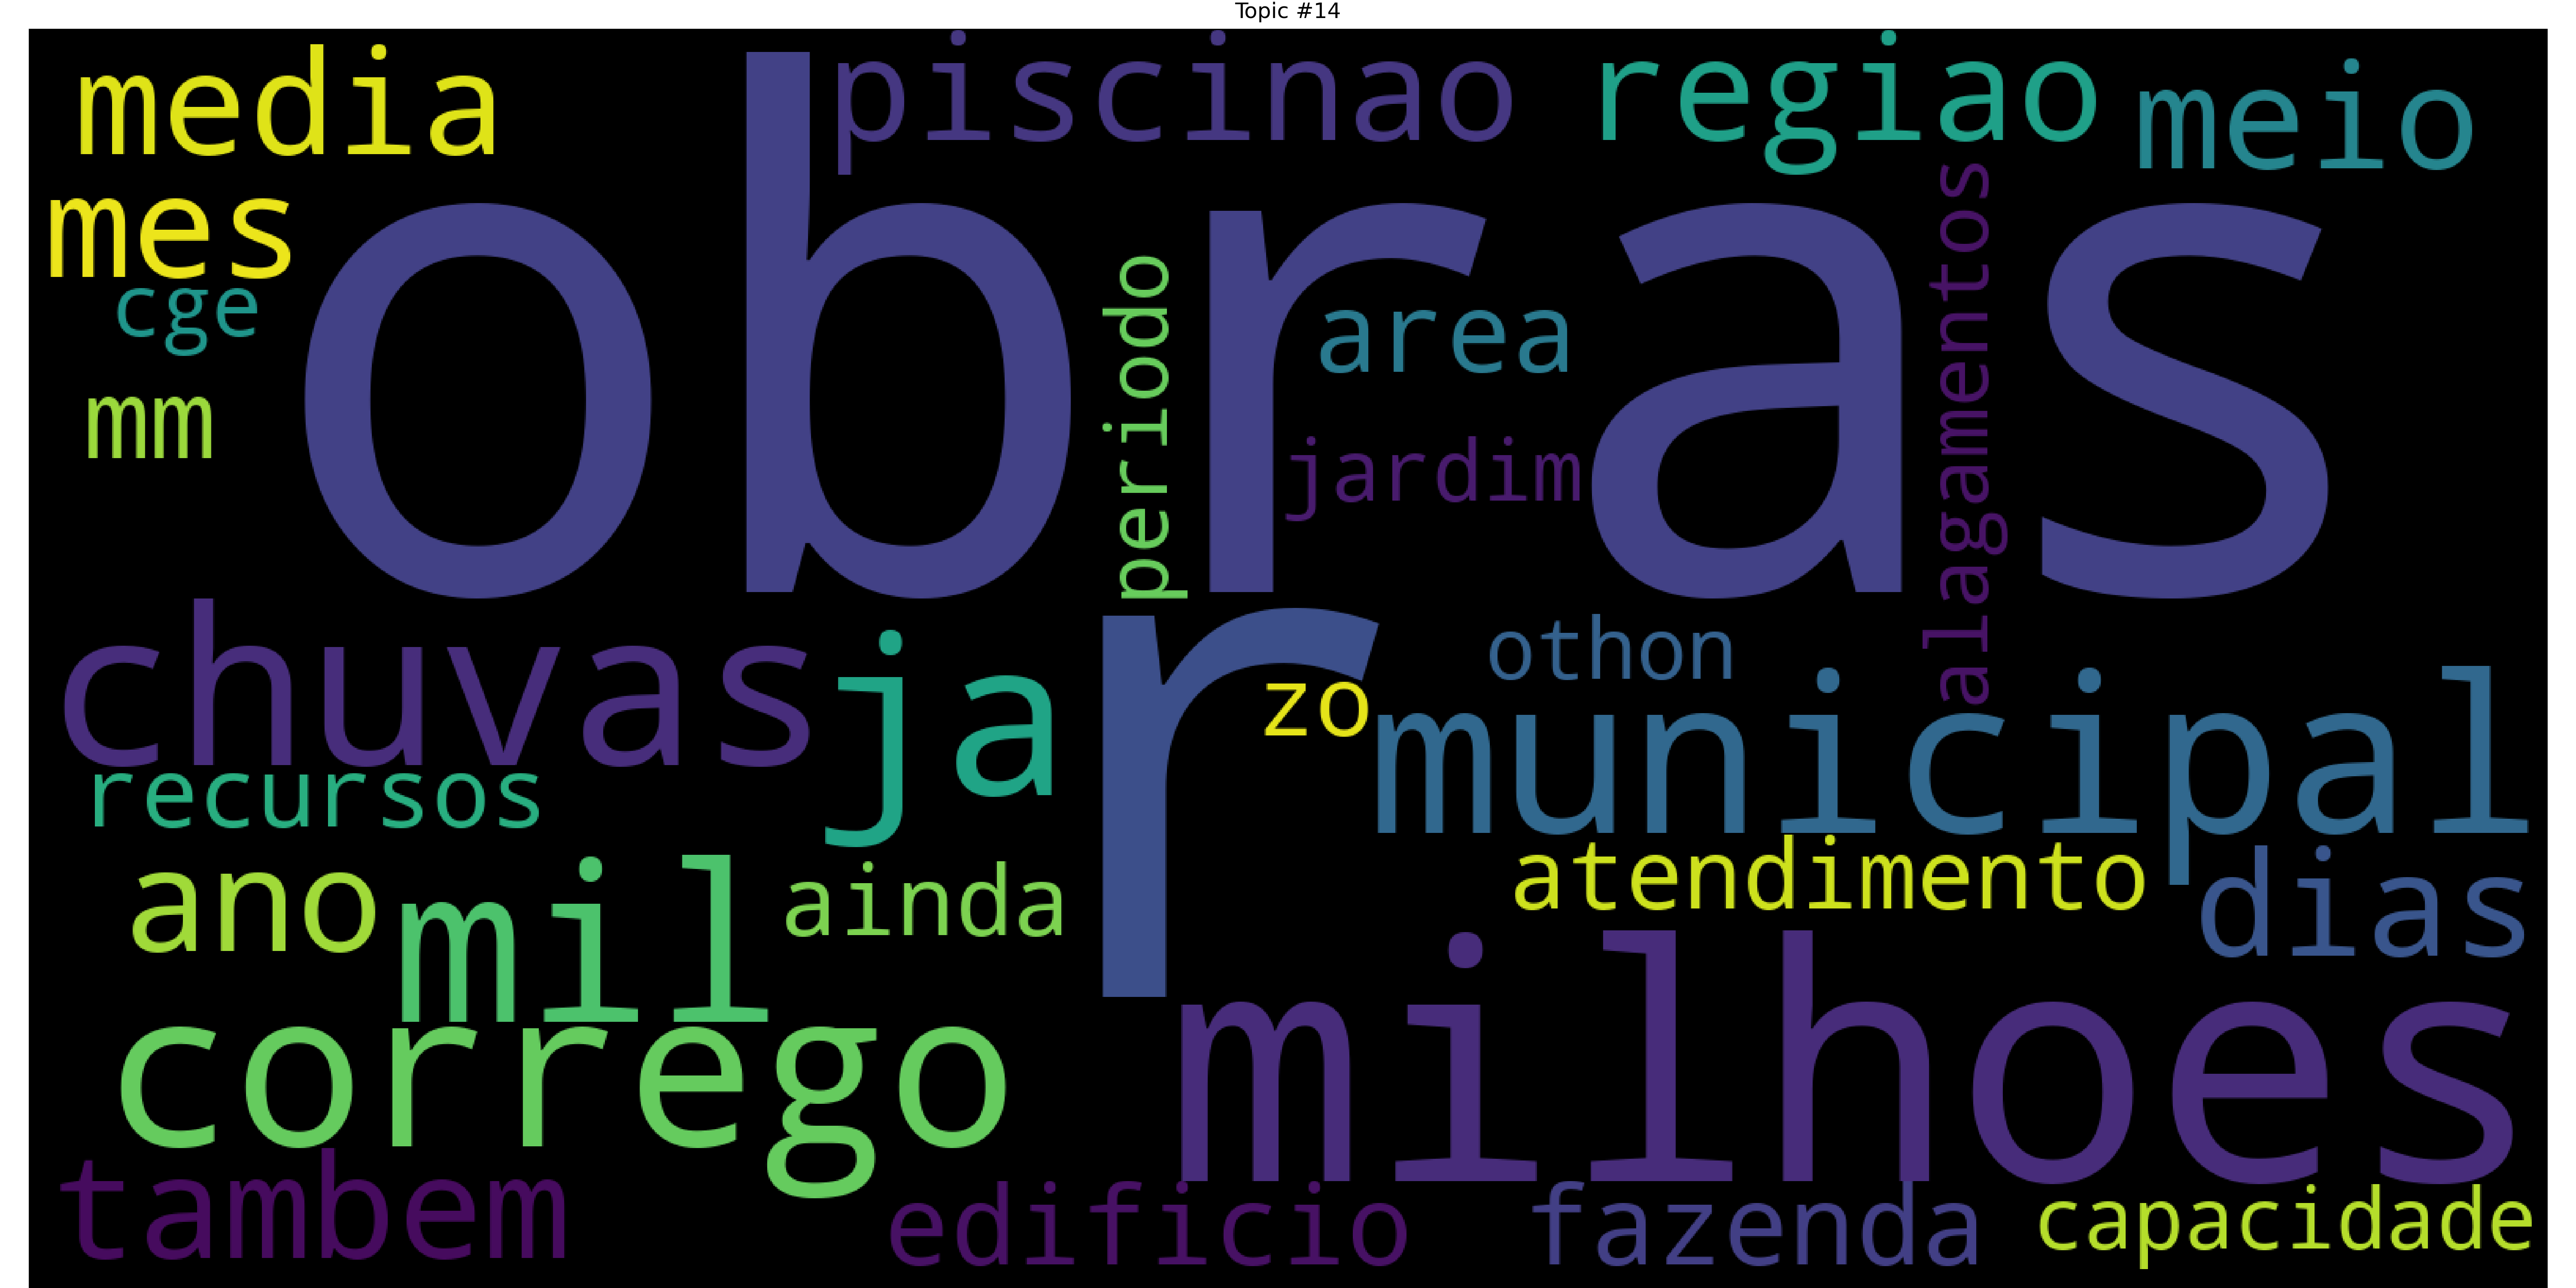 Topic #14
media
piscinao
regiao
meio
mes
obras
alagamentos
cge
periodo
area
mm
jardim
chuvas
ja
r
othon
zo
municipal
recursos
ano
mil
ainda
atendimento
dias
corrego
milhoes
tambem
edificio
fazenda
capacidade